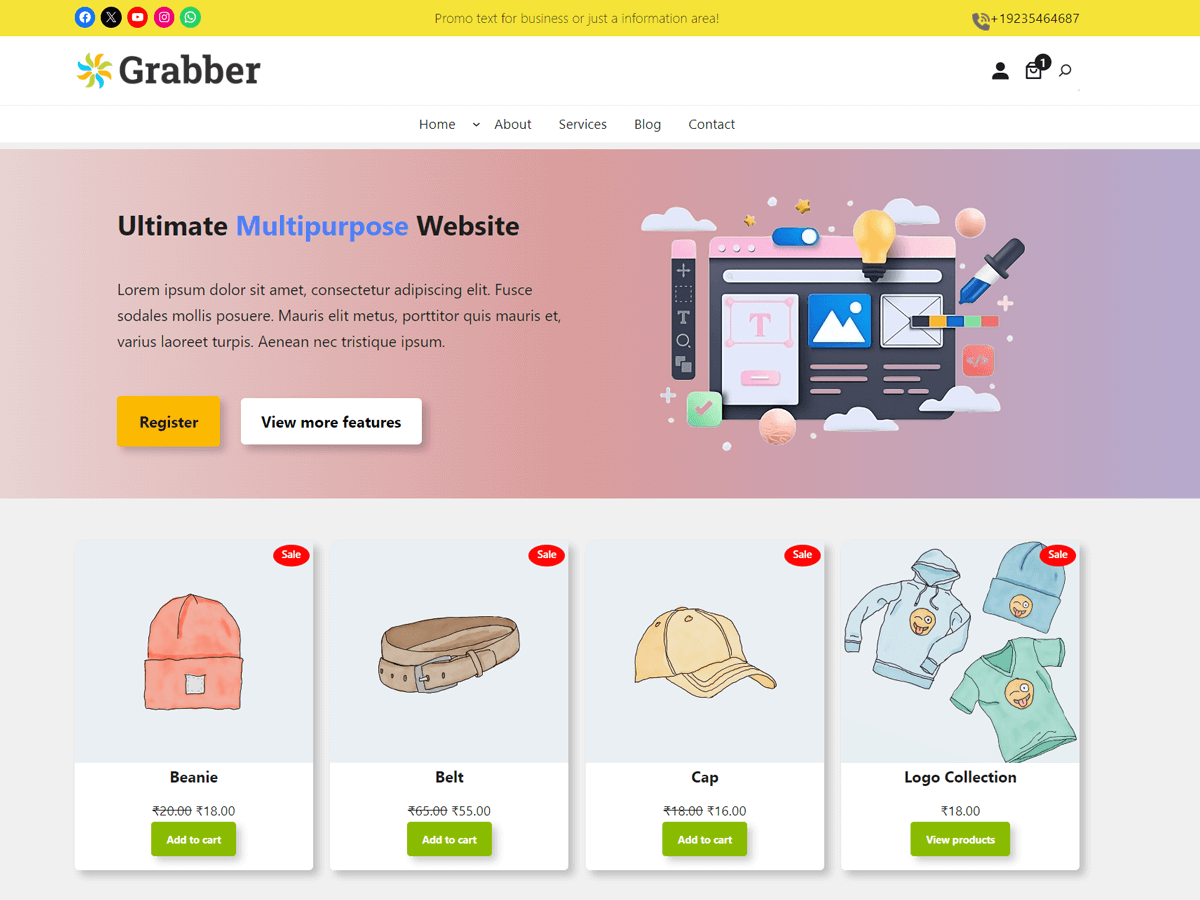 Promo text for business or just a information area!
+19235464687
Grabber
1
Home
About
Services
Blog
Contact
Ultimate Multipurpose Website
Lorem ipsum dolor sit amet, consectetur adipiscing elit. Fusce
sodales mollis posuere. Mauris elit metus, porttitor quis mauris et,
varius laoreet turpis. Aenean nec tristique ipsum.
Register
View more features
T
T
</>
Sale
Sale
Sale
Sale
Beanie
Belt
Cap
Logo Collection
₹20.00 ₹18.00
₹65.00 ₹55.00
₹18.00 ₹16.00
₹18.00
Add to cart
Add to cart
Add to cart
View products